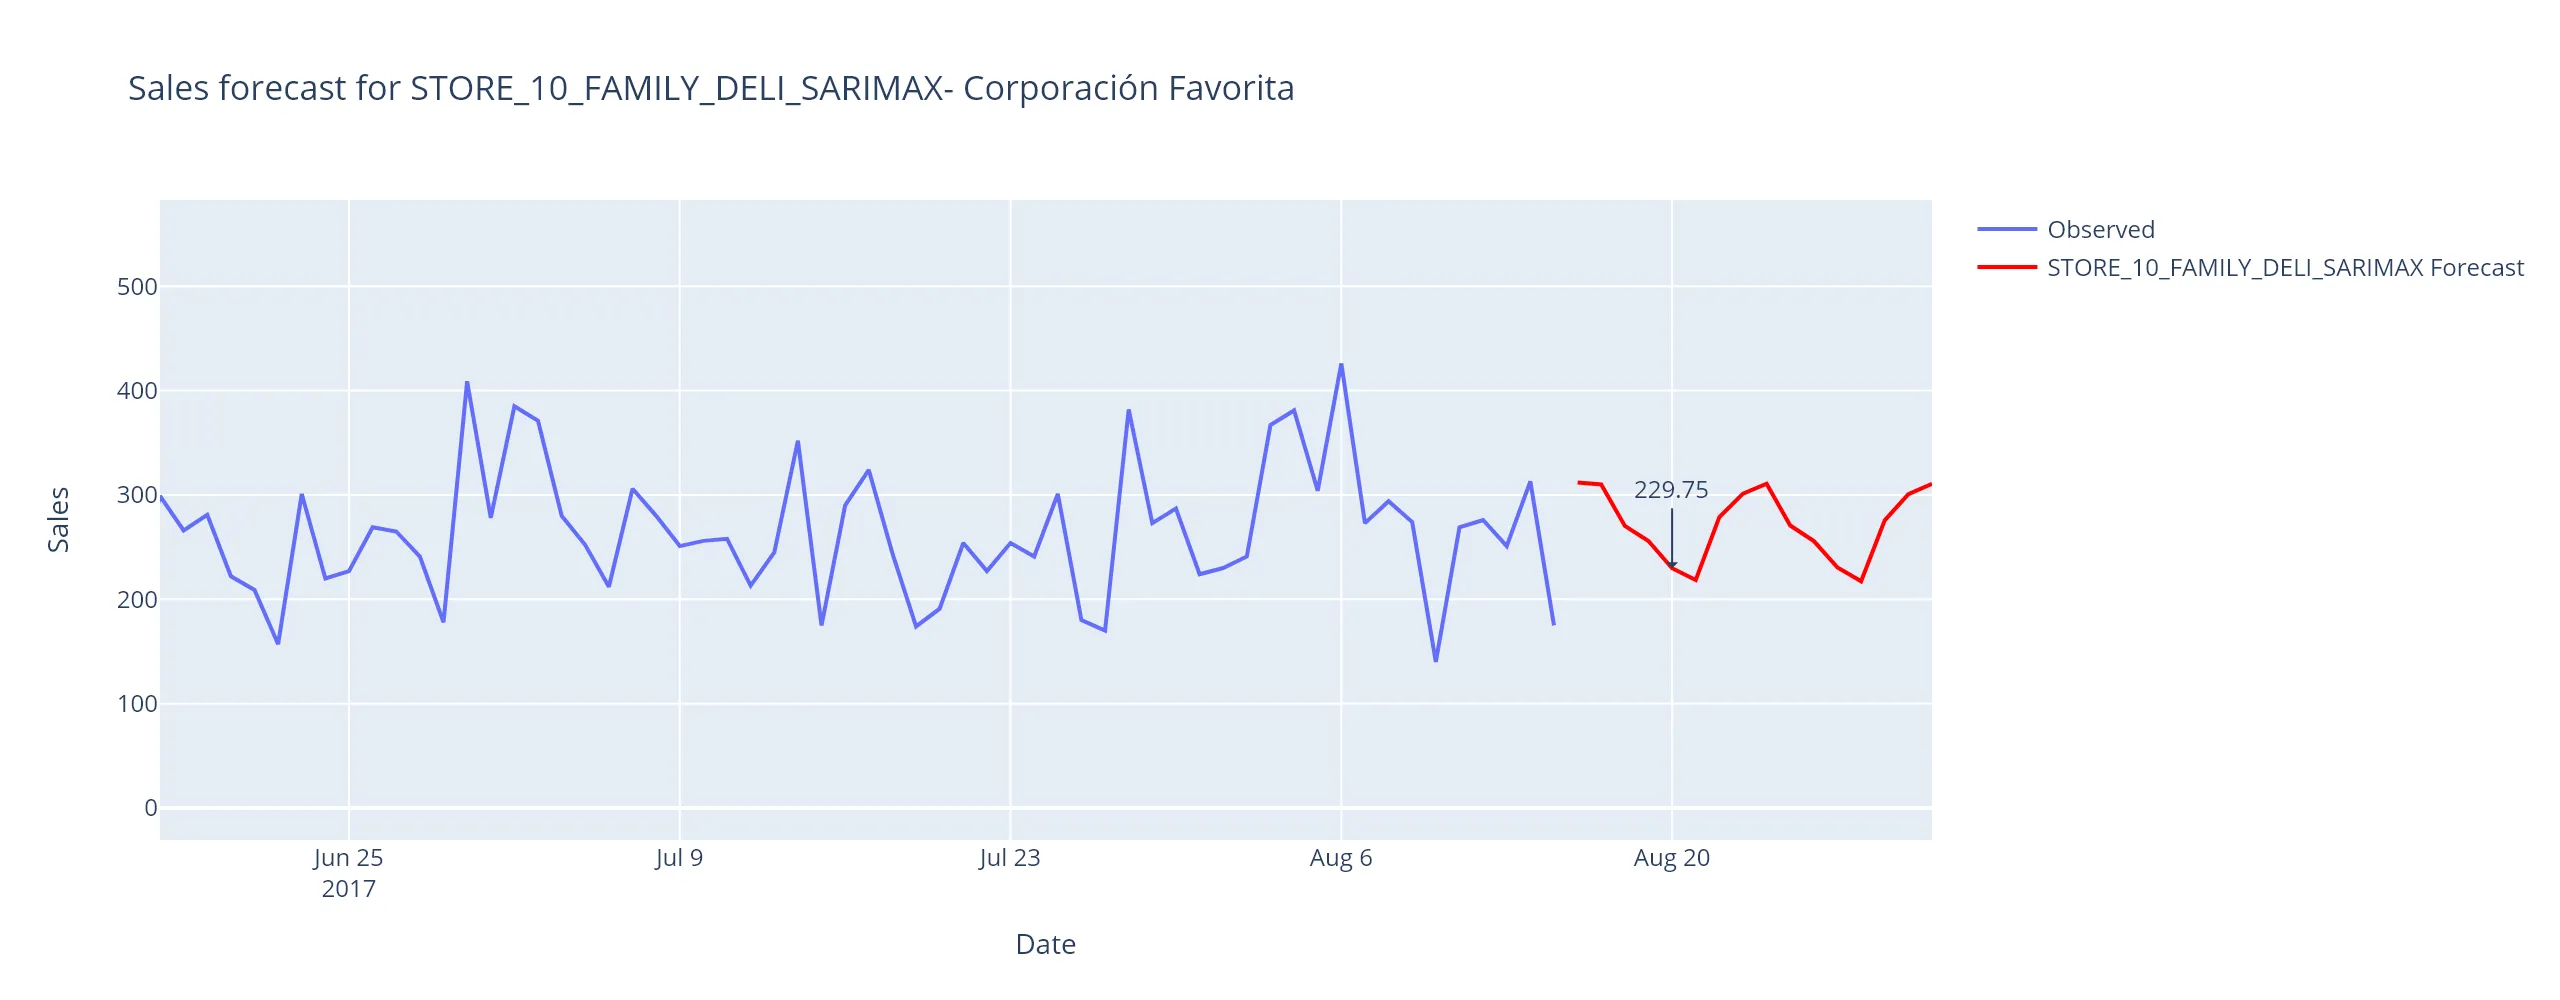 Sales forecast for STORE_10_FAMILY_DELI_SARIMAX- Corporación Favorita
Observed
STORE_10_FAMILY_DELI_SARIMAX Forecast
Sales
500
400
300
200
100
0
229.75
Jun 25
2017
Jul 9
Jul 23
Aug 6
Aug 20
Date